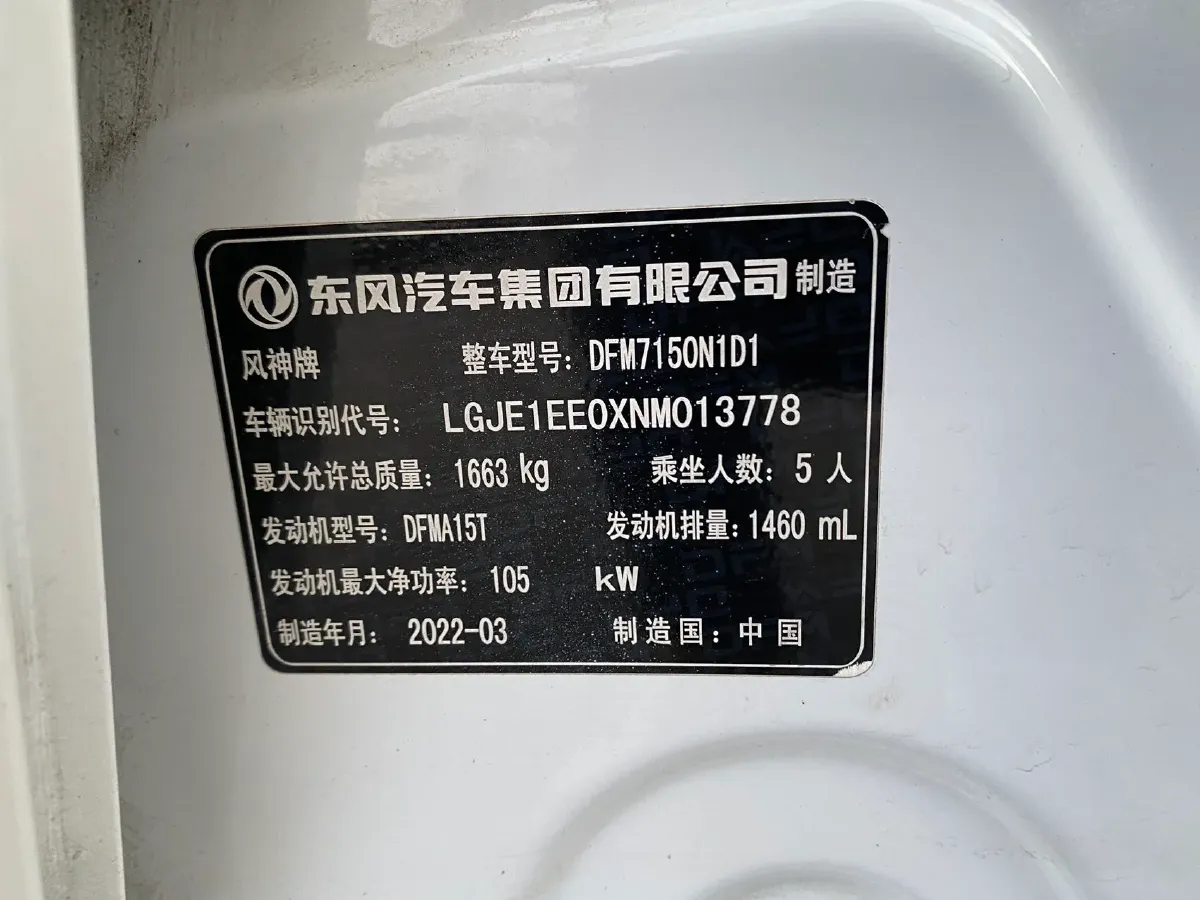 东风汽车集团有限公司制造
风神牌 整车型号：DFM7150N1D1
车辆识别代号：LGJE1EE0XNM013778
最大允许总质量：1663 kg 乘坐人数：5 人
发动机型号：DFMA15T 发动机排量：1460 mL
发动机最大净功率：105 kW
制造年月：2022-03 制造国：中国